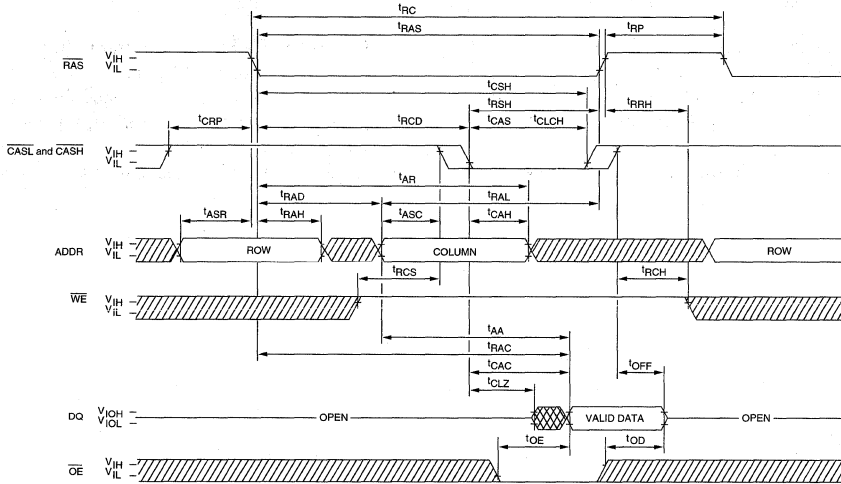 tRC
tRAS
tRP
RAS
VIH
VIL
tCSH
tRSH
tRRH
tCRP
tRCD
tCAS
tCLCH
CASL and CASH
VIH
VIL
tAR
tRAD
tRAL
tASR
tRAH
tASC
tCAH
ADDR
VIH
VIL
ROW
COLUMN
ROW
tRCS
tRCH
WE
VIH
VIL
tAA
tRAC
tCAC
tOFF
tCLZ
DQ
VIOH
VIOL
OPEN
VALID DATA
OPEN
tOE
tOD
OE
VIH
VIL